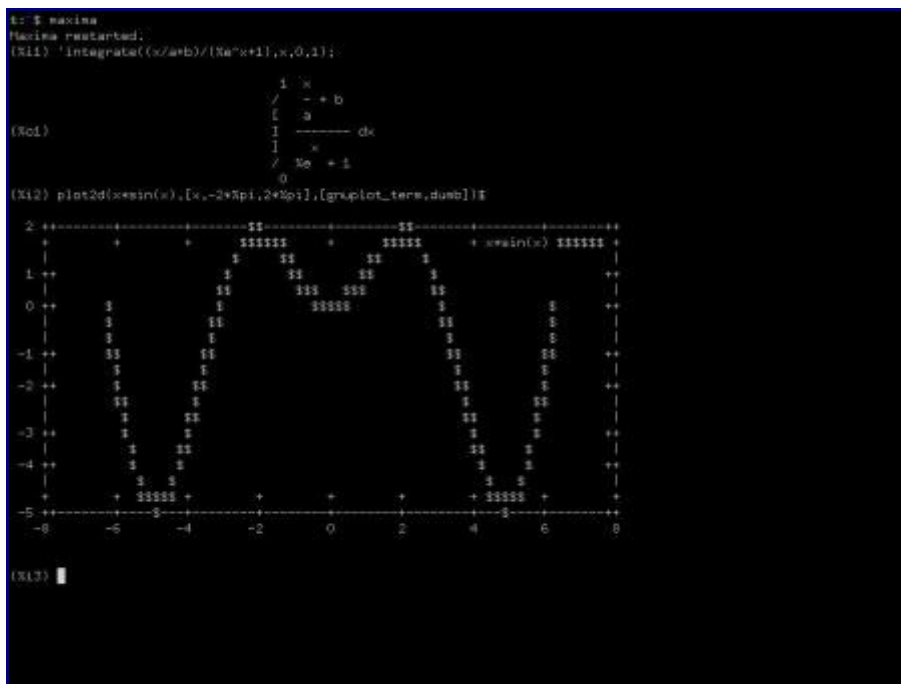 t: $ maxima
Maxima restarted.
(%i1) 'integrate((x/a+b)/(%e^x+1),x,0,1);
1 x
/ - + b
[ a
(%o1) I ------- dx
] x
/ %e + 1
0
(%i2) plot2d(x*sin(x),[x,-2*%pi,2*%pi],[gnuplot_term,dumb])$
2 ++-------+-------+-------$$------+-------$$------+-------+-------++
+ + + $$$$$$ + $$$$$ + x*sin(x) $$$$$$ +
| $ $$ $$ $ |
1 ++ $ $$ $$ $ ++
| $$ $$$ $$$ $$ |
0 ++ $ $ $$$$$ $ $ ++
| $ $$ $$ $ |
| $ $ $ $ |
-1 ++ $$ $$ $$ $$ ++
| $ $ $ $ |
-2 ++ $ $$ $$ $ ++
| $$ $ $ $$ |
| $ $$ $$ $ |
-3 ++ $ $ $ $ ++
| $ $$ $$ $ |
-4 ++ $ $ $ $ ++
| $ $ $ $ |
+ + $$$$$ + + + + + $$$$$ + +
-5 ++-------+----$--+-------+-------+-------+-------+---$---+-------++
-8 -6 -4 -2 0 2 4 6 8
(%i3)